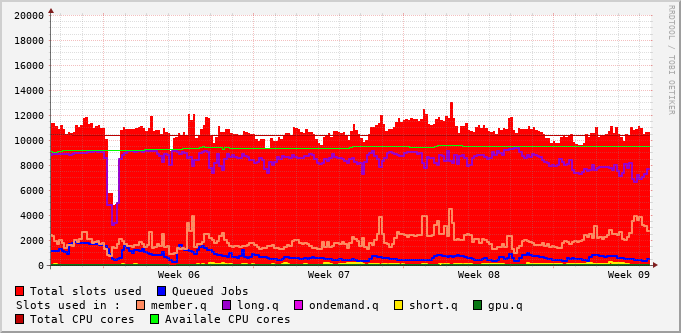 20000
18000
16000
14000
12000
10000
8000
6000
4000
2000
0
Week 06 Week 07 Week 08 Week 09
Total slots used Queued Jobs
Slots used in : member.q long.q ondemand.q short.q gpu.q
Total CPU cores Availale CPU cores
RRDTOOL / TOBI OETIKER